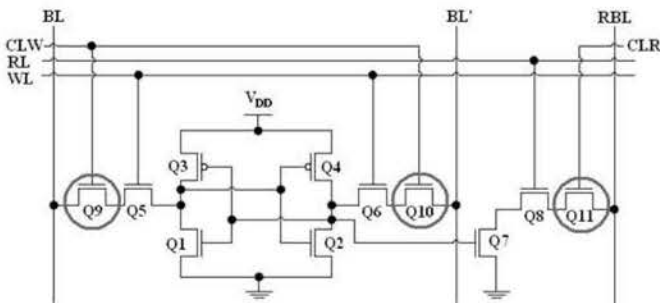 BL BL' RBL
CLW CLR
RL
WL
VDD
Q3 Q4
Q9 Q5 Q6 Q10 Q8 Q11
Q1 Q2 Q7